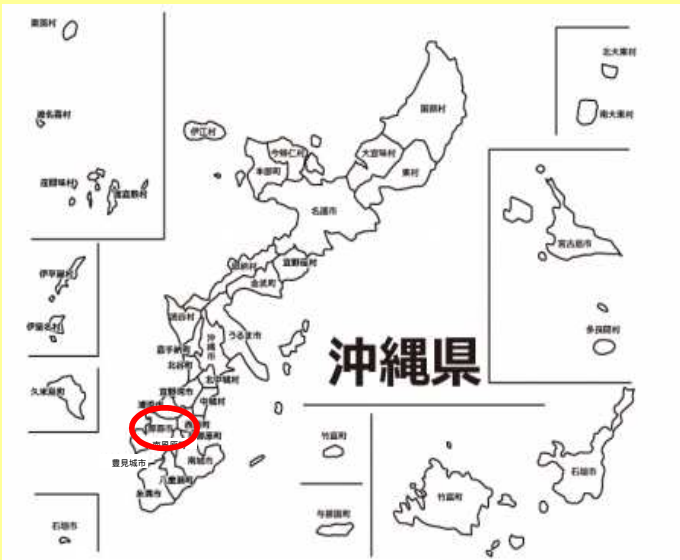 粟国村
北大東村
南大東村
渡名喜村
座間味村
渡嘉敷村
伊江村
国頭村
今帰仁村
大宜味村
本部町
東村
名護市
恩納村
宜野座村
金武町
宮古島市
多良間村
伊平屋村
伊是名村
久米島町
読谷村
うるま市
沖縄市
嘉手納町
北谷町
北中城村
宜野湾市
中城村
浦添市
那覇市
南風原町
豊見城市
南城市
八重瀬町
糸満市
沖縄県
竹富町
与那国町
竹富町
石垣市
石垣市